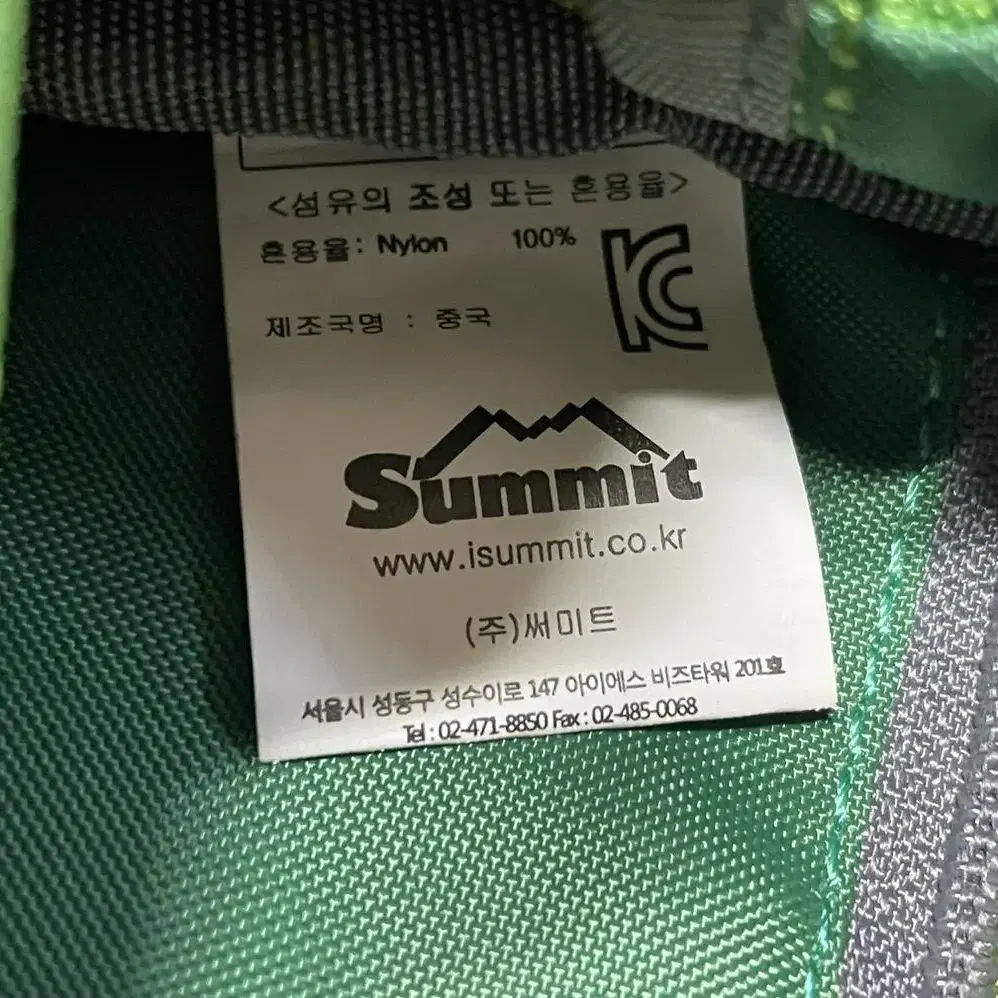 <섬유의 조성 또는 혼용율>
혼용율: Nylon 100%
제조국명 : 중국
Summit
www.isummit.co.kr
(주)써미트
서울시 성동구 성수이로 147 아이에스 비즈타워 201호
Tel : 02-471-8850 Fax : 02-485-0068